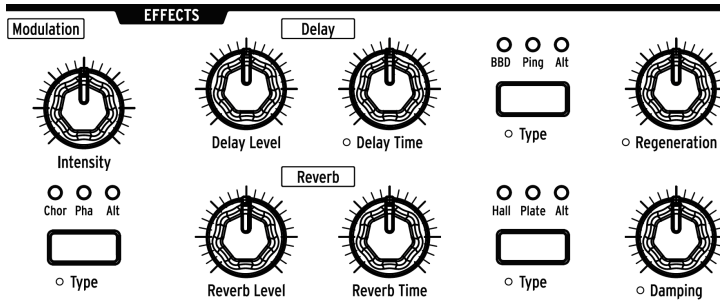 EFFECTS
Modulation
Delay
BBD Ping Alt
Type
Delay Level
Delay Time
Regeneration
Intensity
Reverb
Chor Pha Alt
Hall Plate Alt
Type
Type
Reverb Level
Reverb Time
Damping